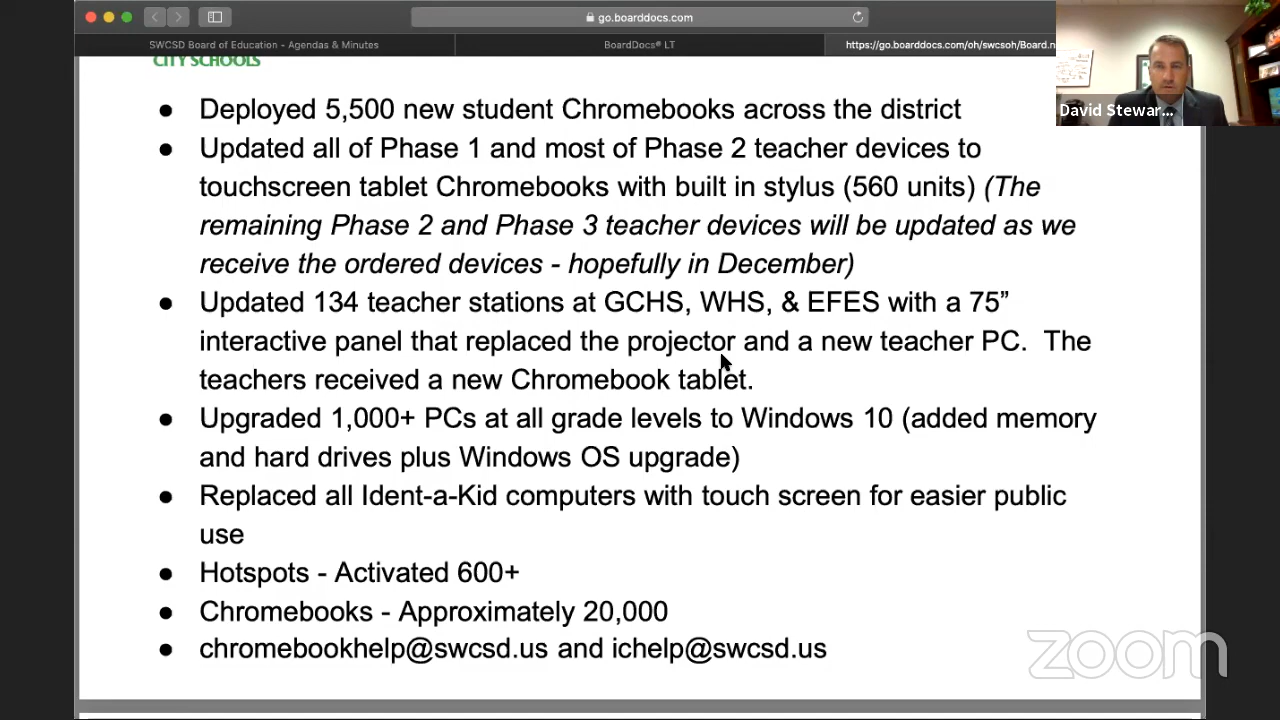 go.boarddocs.com
SWCSD Board of Education - Agendas & Minutes
BoardDocs® LT
https://go.boarddocs.com/oh/swcsoh/Board.n
David Stewar...
CITY SCHOOLS
● Deployed 5,500 new student Chromebooks across the district
● Updated all of Phase 1 and most of Phase 2 teacher devices to
touchscreen tablet Chromebooks with built in stylus (560 units) (The
remaining Phase 2 and Phase 3 teacher devices will be updated as we
receive the ordered devices - hopefully in December)
● Updated 134 teacher stations at GCHS, WHS, & EFES with a 75”
interactive panel that replaced the projector and a new teacher PC. The
teachers received a new Chromebook tablet.
● Upgraded 1,000+ PCs at all grade levels to Windows 10 (added memory
and hard drives plus Windows OS upgrade)
● Replaced all Ident-a-Kid computers with touch screen for easier public
use
● Hotspots - Activated 600+
● Chromebooks - Approximately 20,000
● chromebookhelp@swcsd.us and ichelp@swcsd.us
zoom